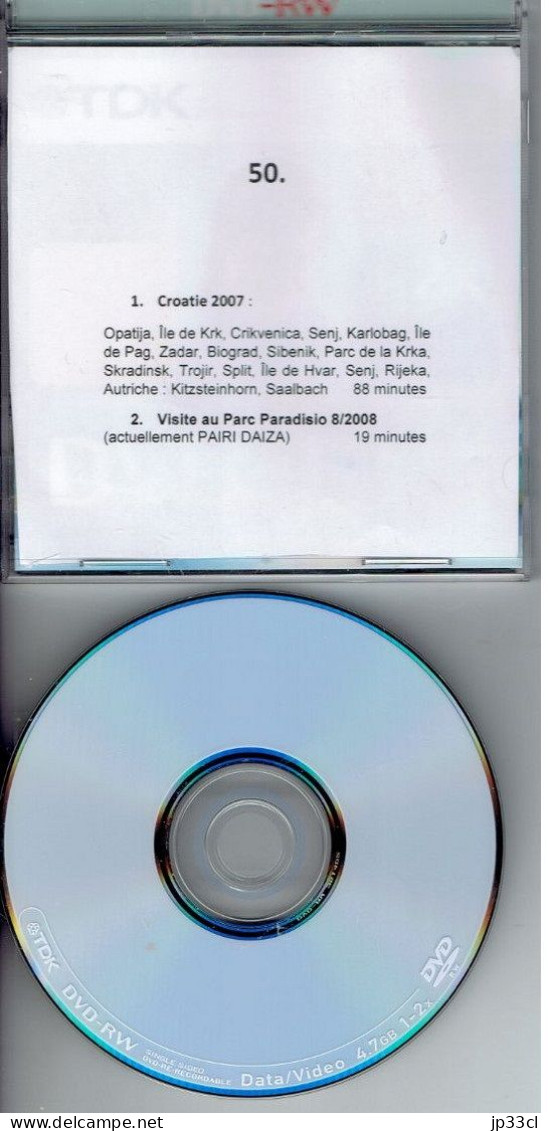 DVD-RW
TDK
50.
1. Croatie 2007 :
Opatija, Île de Krk, Crikvenica, Senj, Karlobag, Île
de Pag, Zadar, Biograd, Sibenik, Parc de la Krka,
Skradinsk, Trojir, Split, Île de Hvar, Senj, Rijeka,
Autriche : Kitzsteinhorn, Saalbach 88 minutes
2. Visite au Parc Paradisio 8/2008
(actuellement PAIRI DAIZA) 19 minutes
TDK DVD-RW SINGLE SIDED
DVD-RE-RECORDABLE Data/Video 4.7GB 1-2x
DVD
R W
delcampe.net
jp33cl